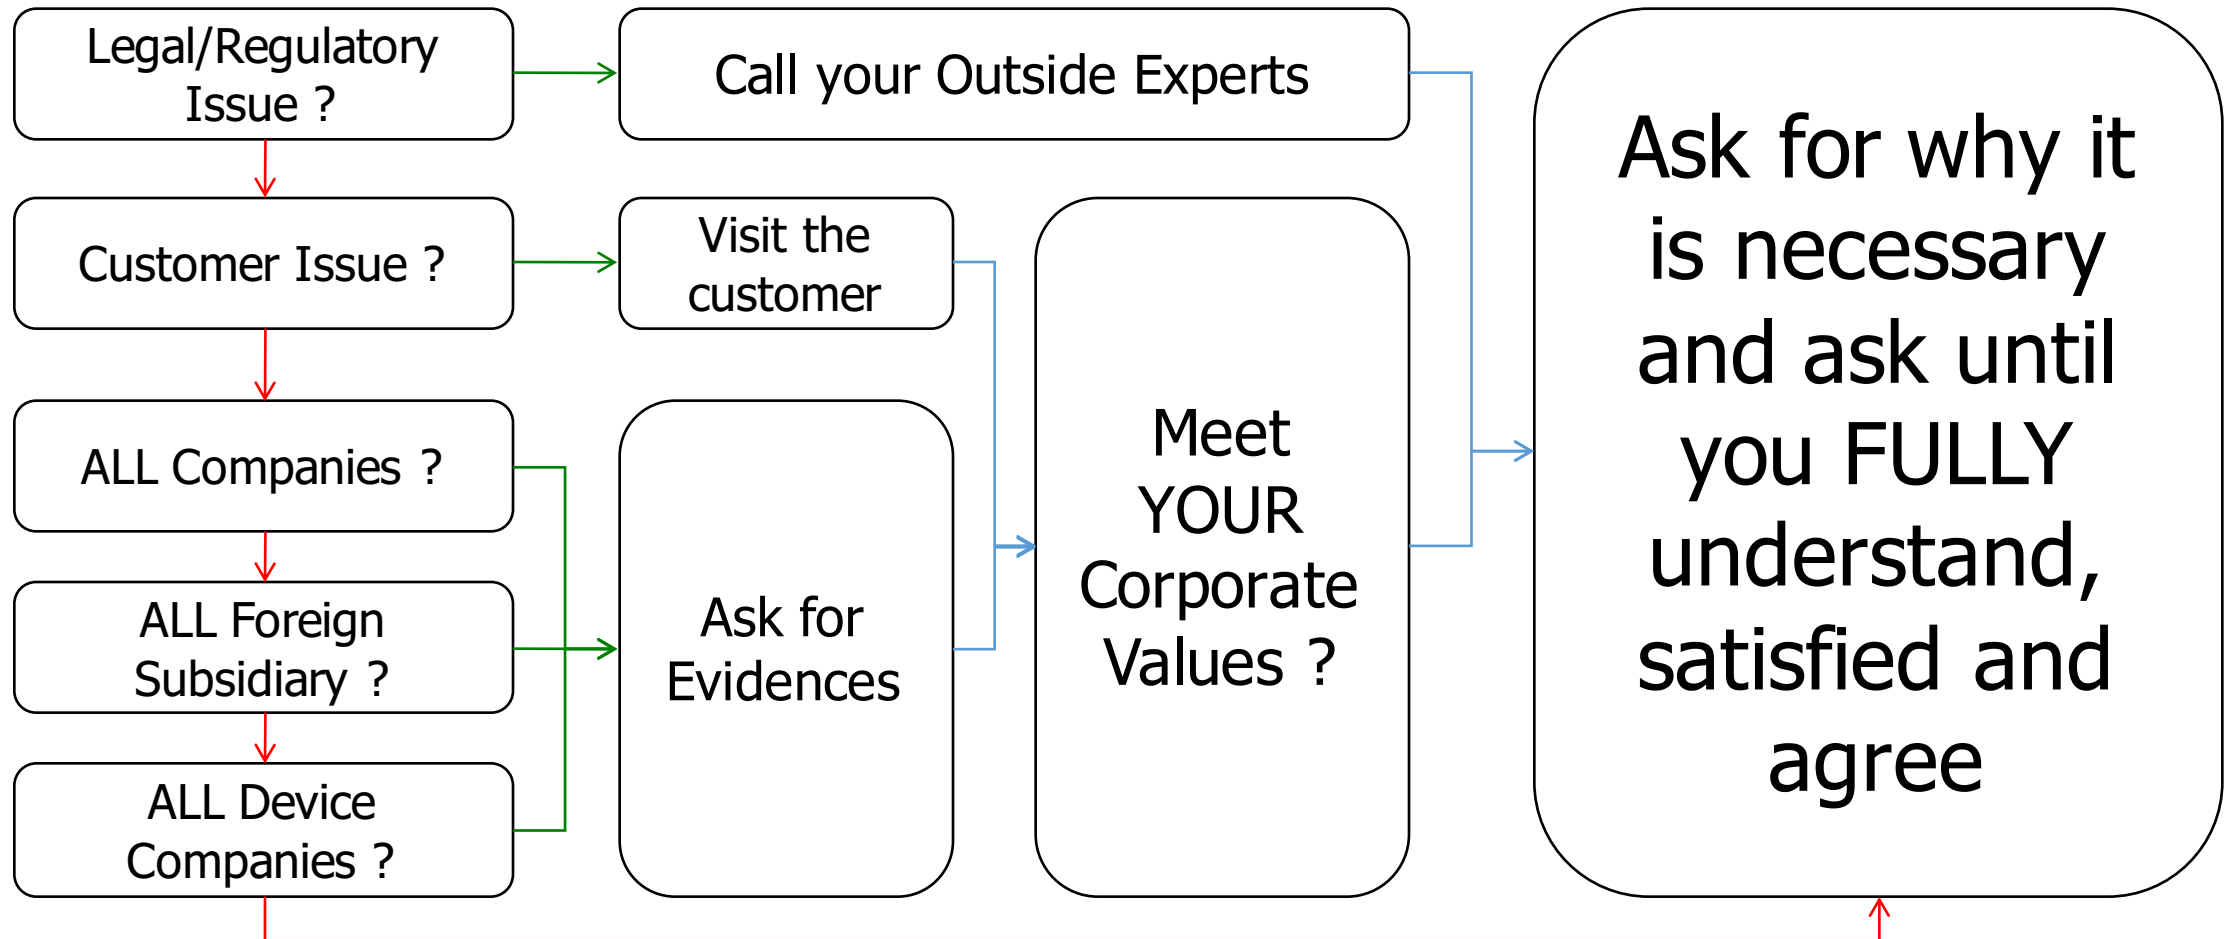 Legal/Regulatory
Issue ?
Call your Outside Experts
Customer Issue ?
Visit the
customer
ALL Companies ?
ALL Foreign
Subsidiary ?
ALL Device
Companies ?
Ask for
Evidences
Meet
YOUR
Corporate
Values ?
Ask for why it
is necessary
and ask until
you FULLY
understand,
satisfied and
agree